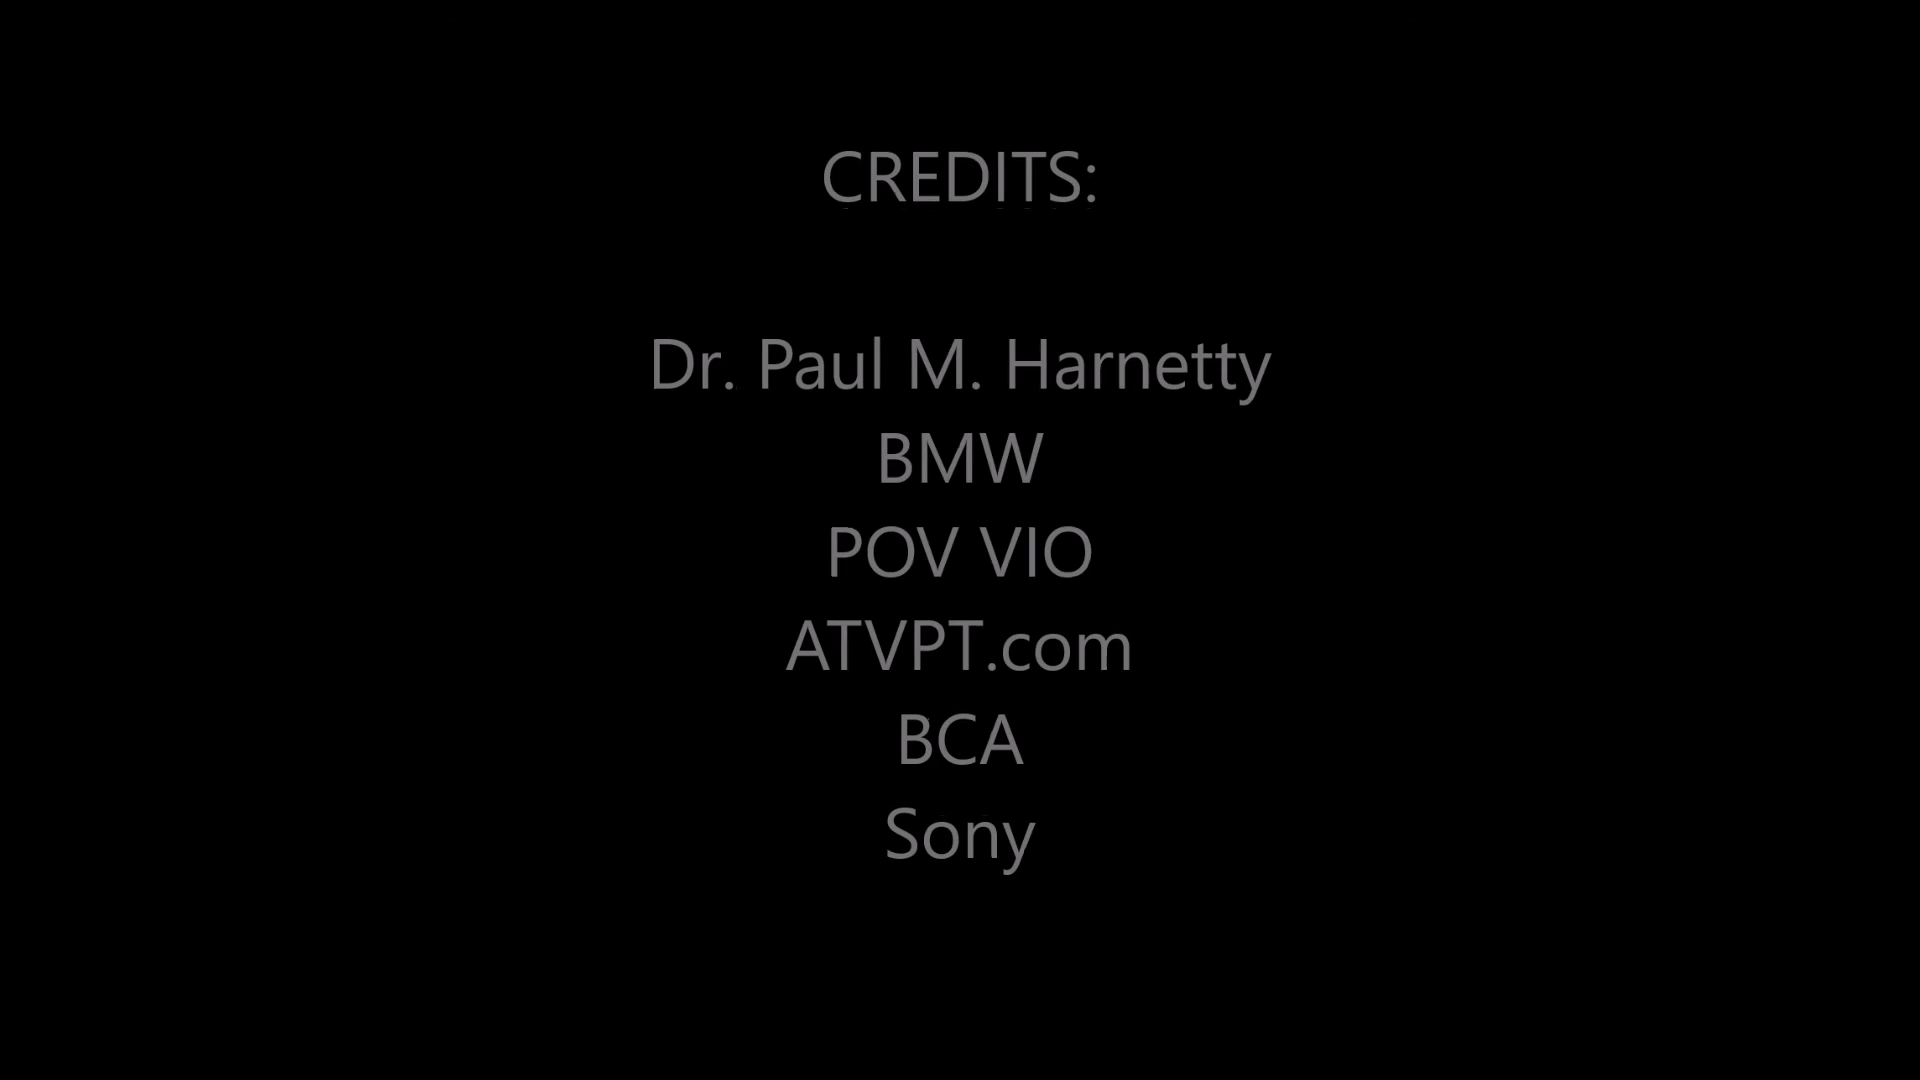 CREDITS:
Dr. Paul M. Harnetty
BMW
POV VIO
ATVPT.com
BCA
Sony